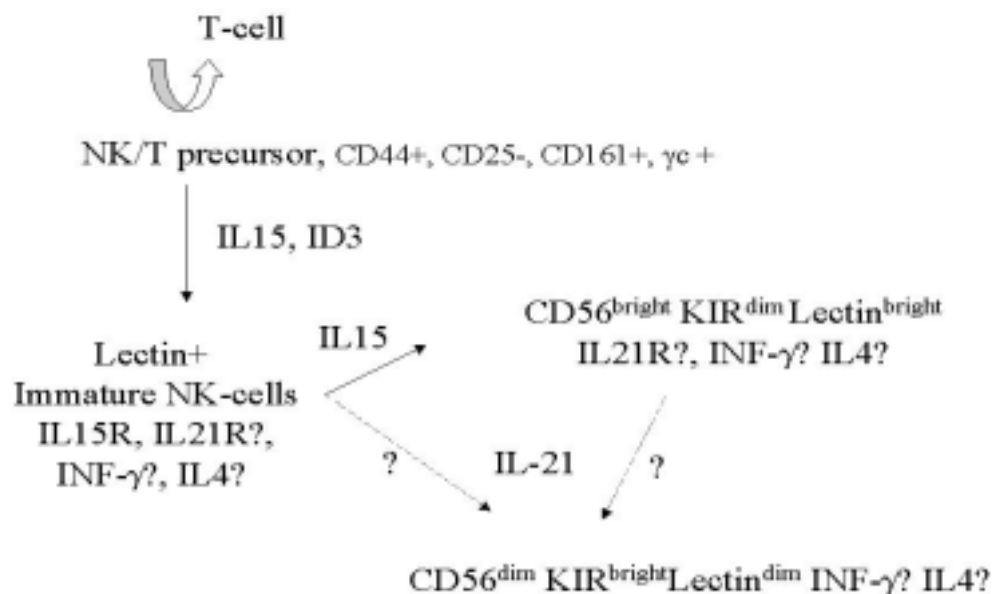 T-cell
NK/T precursor, CD44+, CD25-, CD161+, γc +
IL15, ID3
CD56bright KIRdim Lectinbright
IL21R?, INF-γ? IL4?
IL15
Lectin+
Immature NK-cells
IL15R, IL21R?,
INF-γ?, IL4?
?
IL-21
?
CD56dim KIRbrightLectindim INF-γ? IL4?